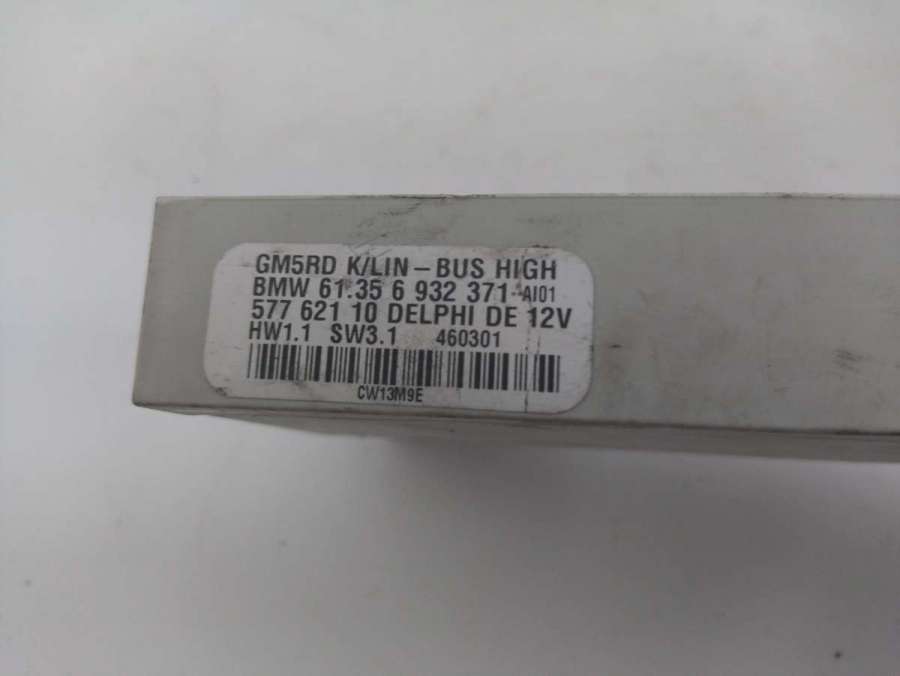 GM5RD K/LIN-BUS HIGH
BMW 61.35 6 932 371-AI01
577 621 10 DELPHI DE 12V
HW1.1 SW3.1 460301
CW13M9E